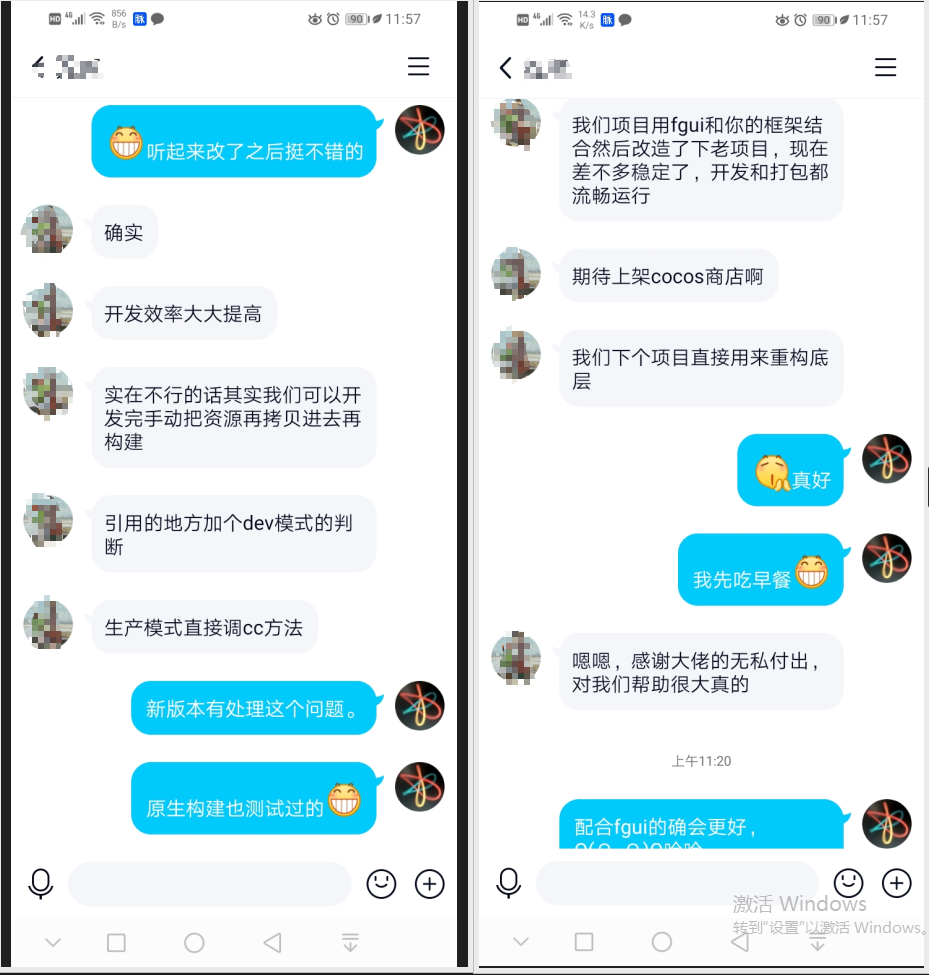 HD 4G 856 B/s 脉 90 11:57
听起来改了之后挺不错的
确实
开发效率大大提高
实在不行的话其实我们可以开
发完手动把资源再拷贝进去再
构建
引用的地方加个dev模式的判
断
生产模式直接调cc方法
新版本有处理这个问题。
原生构建也测试过的
HD 4G 14.3 K/s 脉 90 11:57
我们项目用fgui和你的框架结
合然后改造了下老项目，现在
差不多稳定了，开发和打包都
流畅运行
期待上架cocos商店啊
我们下个项目直接用来重构底
层
真好
我先吃早餐
嗯嗯，感谢大佬的无私付出，
对我们帮助很大真的
上午11:20
配合fgui的确会更好，
激活 Windows
转到"设置"以激活 Windows。